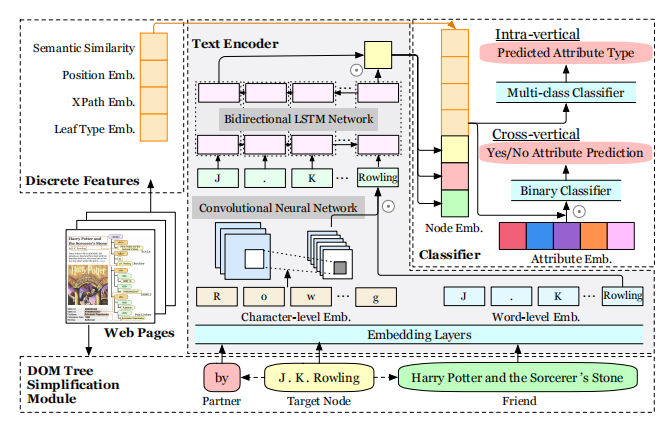 Semantic Similarity
Position Emb.
XPath Emb.
Leaf Type Emb.
Discrete Features
Harry Potter and
the Sorcerer's Stone
Web Pages
DOM Tree
Simplification
Module
Text Encoder
Bidirectional LSTM Network
J . K ... Rowling
Convolutional Neural Network
R o w ... g
Character-level Emb.
J . K ... Rowling
Word-level Emb.
Embedding Layers
by
Partner
J . K. Rowling
Target Node
Harry Potter and the Sorcerer 's Stone
Friend
Node Emb.
Classifier
Intra-vertical
Predicted Attribute Type
Multi-class Classifier
Cross-vertical
Yes/No Attribute Prediction
Binary Classifier
Attribute Emb.